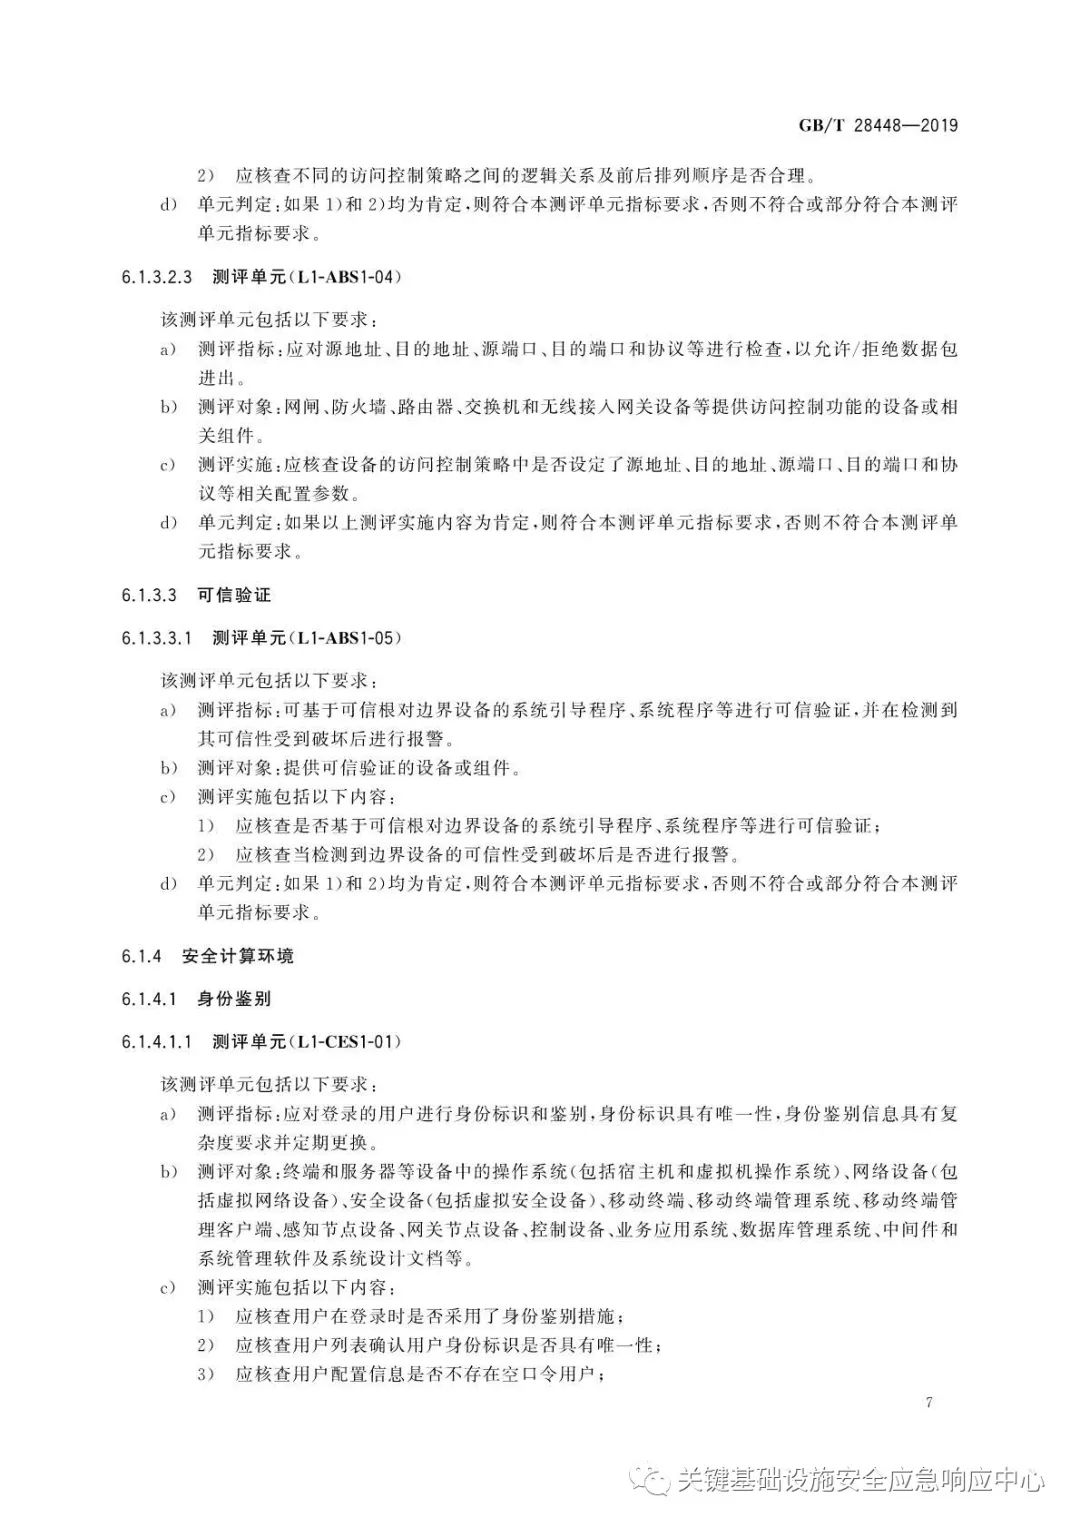 GB/T 28448—2019
2) 应核查不同的访问控制策略之间的逻辑关系及前后排列顺序是否合理。
d) 单元判定:如果1)和2)均为肯定,则符合本测评单元指标要求,否则不符合或部分符合本测评
单元指标要求。
6.1.3.2.3 测评单元(L1-ABS1-04)
该测评单元包括以下要求:
a) 测评指标:应对源地址、目的地址、源端口、目的端口和协议等进行检查,以允许/拒绝数据包
进出。
b) 测评对象:网闸、防火墙、路由器、交换机和无线接入网关设备等提供访问控制功能的设备或相
关组件。
c) 测评实施:应核查设备的访问控制策略中是否设定了源地址、目的地址、源端口、目的端口和协
议等相关配置参数。
d) 单元判定:如果以上测评实施内容为肯定,则符合本测评单元指标要求,否则不符合本测评单
元指标要求。
6.1.3.3 可信验证
6.1.3.3.1 测评单元(L1-ABS1-05)
该测评单元包括以下要求:
a) 测评指标:可基于可信根对边界设备的系统引导程序、系统程序等进行可信验证,并在检测到
其可信性受到破坏后进行报警。
b) 测评对象:提供可信验证的设备或组件。
c) 测评实施包括以下内容:
1) 应核查是否基于可信根对边界设备的系统引导程序、系统程序等进行可信验证;
2) 应核查当检测到边界设备的可信性受到破坏后是否进行报警。
d) 单元判定:如果1)和2)均为肯定,则符合本测评单元指标要求,否则不符合或部分符合本测评
单元指标要求。
6.1.4 安全计算环境
6.1.4.1 身份鉴别
6.1.4.1.1 测评单元(L1-CES1-01)
该测评单元包括以下要求:
a) 测评指标:应对登录的用户进行身份标识和鉴别,身份标识具有唯一性,身份鉴别信息具有复
杂度要求并定期更换。
b) 测评对象:终端和服务器等设备中的操作系统(包括宿主机和虚拟机操作系统)、网络设备(包
括虚拟网络设备)、安全设备(包括虚拟安全设备)、移动终端、移动终端管理系统、移动终端管
理客户端、感知节点设备、网关节点设备、控制设备、业务应用系统、数据库管理系统、中间件和
系统管理软件及系统设计文档等。
c) 测评实施包括以下内容:
1) 应核查用户在登录时是否采用了身份鉴别措施;
2) 应核查用户列表确认用户身份标识是否具有唯一性;
3) 应核查用户配置信息是否不存在空口令用户;
7
关键基础设施安全应急响应中心